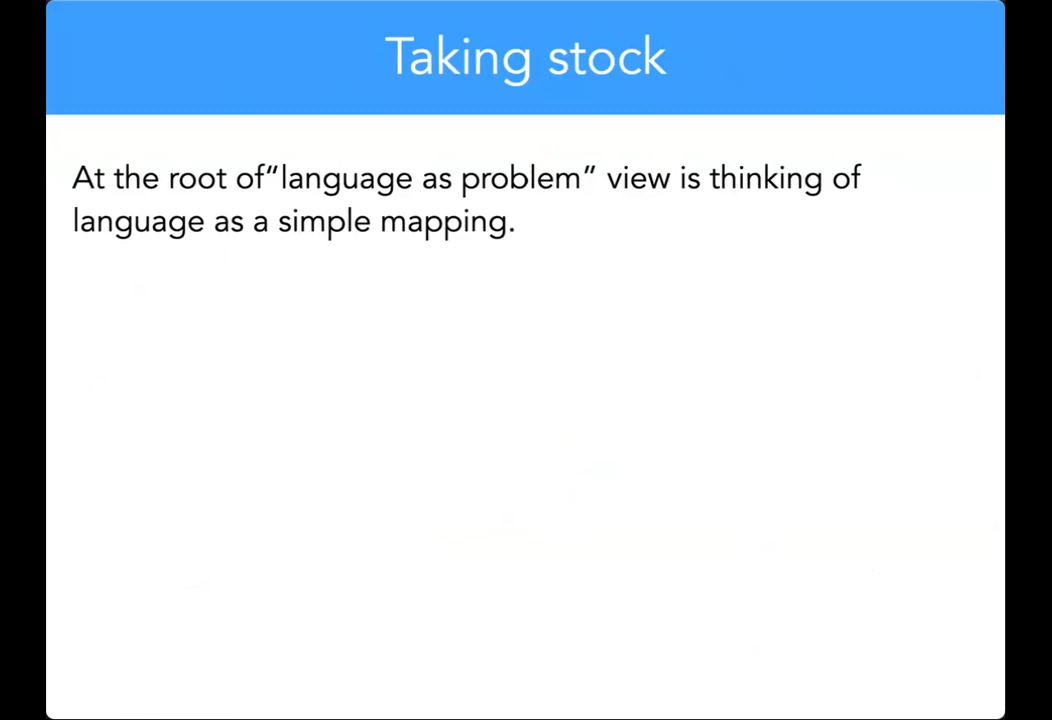 Taking stock
At the root of“language as problem” view is thinking of
language as a simple mapping.